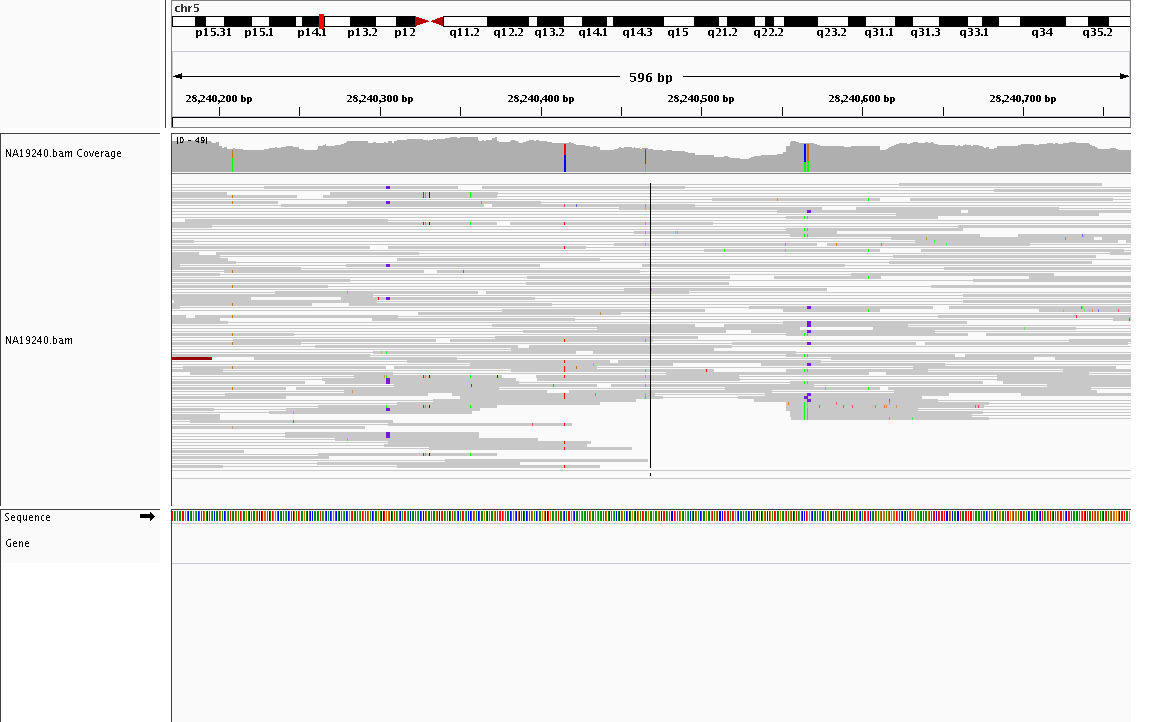 chr5
p15.31 p15.1 p14.1 p13.2 p12 q11.2 q12.2 q13.2 q14.1 q14.3 q15 q21.2 q22.2 q23.2 q31.1 q31.3 q33.1 q34 q35.2
596 bp
28,240,200 bp 28,240,300 bp 28,240,400 bp 28,240,500 bp 28,240,600 bp 28,240,700 bp
[0 - 49]
NA19240.bam Coverage
NA19240.bam
Sequence
Gene